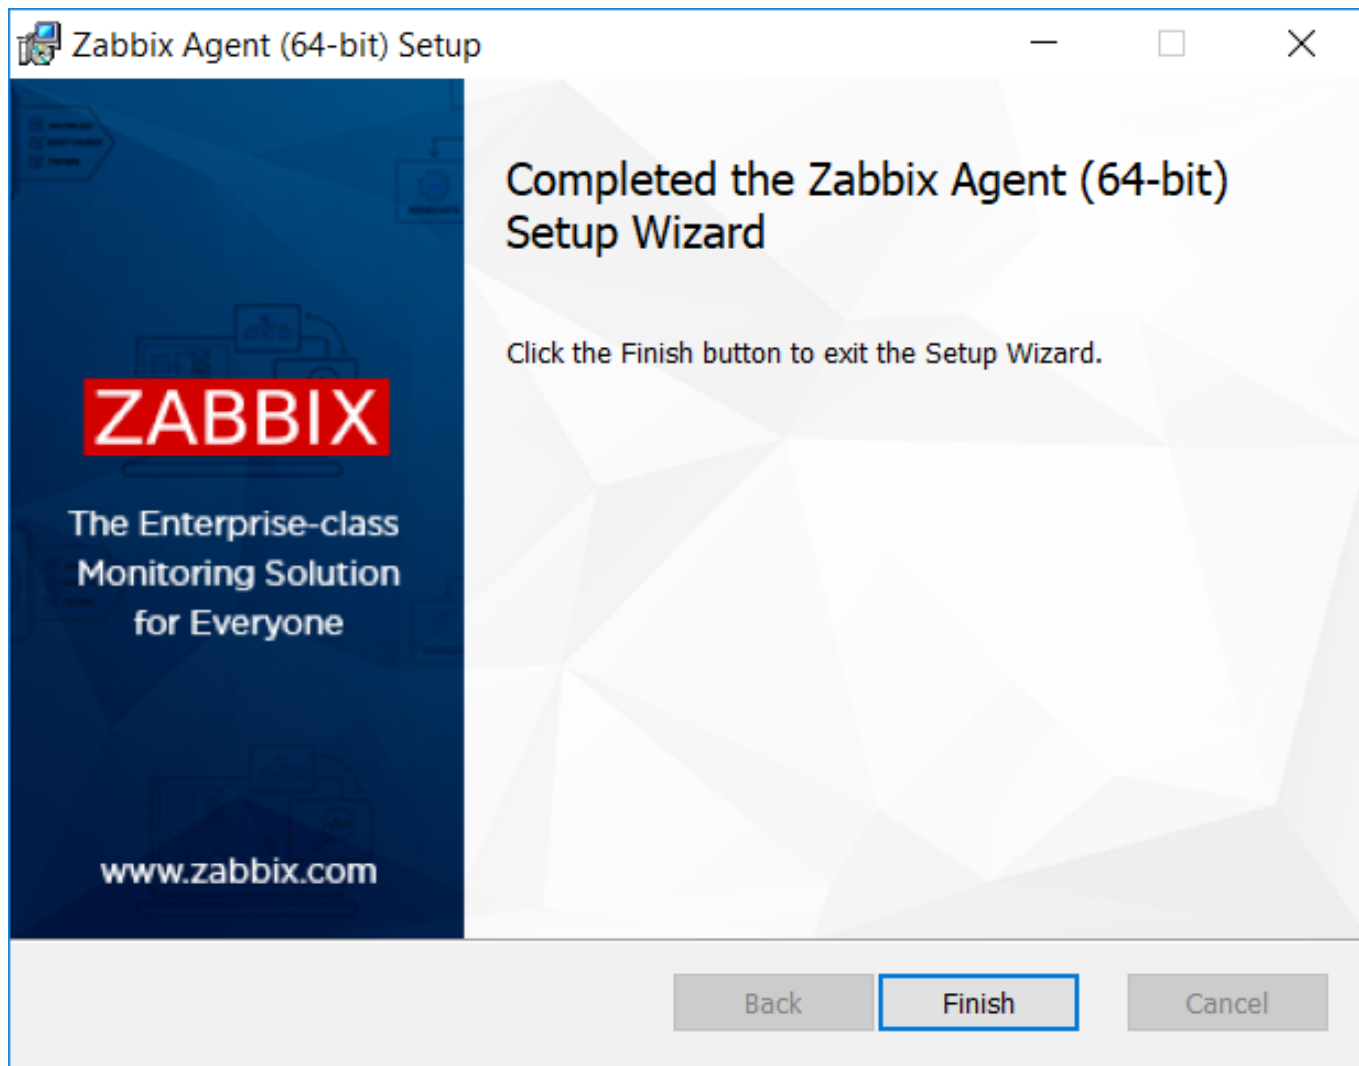 Zabbix Agent (64-bit) Setup
Completed the Zabbix Agent (64-bit)
Setup Wizard
Click the Finish button to exit the Setup Wizard.
ZABBIX
The Enterprise-class
Monitoring Solution
for Everyone
www.zabbix.com
Back
Finish
Cancel